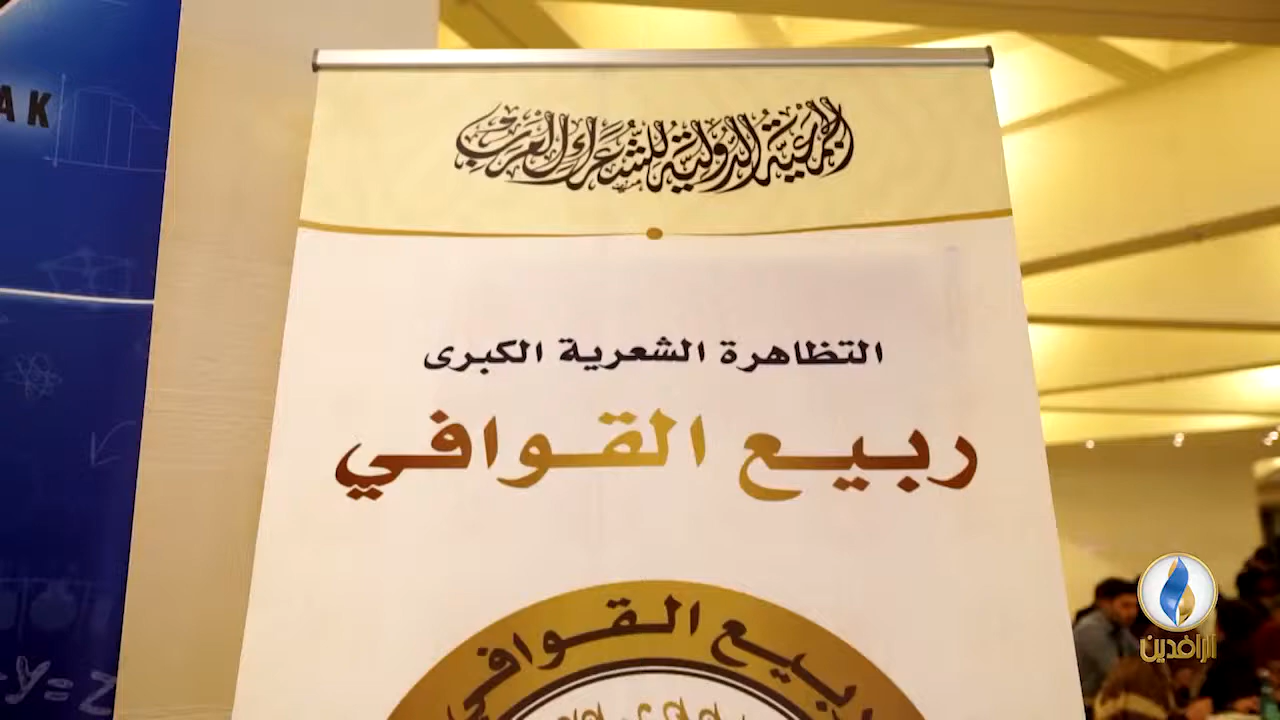 الجمعية الدولية للشعراء العرب
التظاهرة الشعرية الكبرى
ربيع القوافي
ربيع القوافي
AK
-y=z
الرافدين